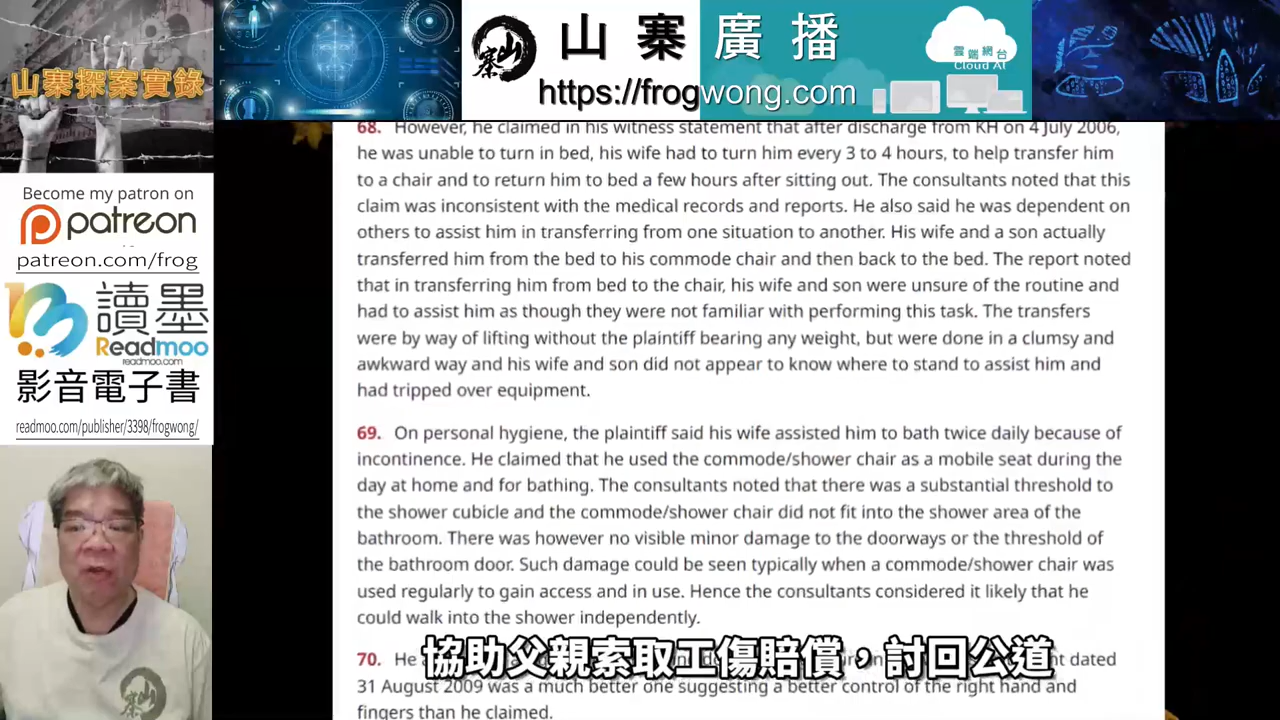 山寨探案實錄
寨山
山寨廣播
https://frogwong.com
雲端網台
Cloud AI
Become my patron on
patreon
patreon.com/frog
讀墨
Readmoo
readmoo.com
影音電子書
readmoo.com/publisher/3398/frogwong/
68. However, he claimed in his witness statement that after discharge from KH on 4 July 2006,
he was unable to turn in bed, his wife had to turn him every 3 to 4 hours, to help transfer him
to a chair and to return him to bed a few hours after sitting out. The consultants noted that this
claim was inconsistent with the medical records and reports. He also said he was dependent on
others to assist him in transferring from one situation to another. His wife and a son actually
transferred him from the bed to his commode chair and then back to the bed. The report noted
that in transferring him from bed to the chair, his wife and son were unsure of the routine and
had to assist him as though they were not familiar with performing this task. The transfers
were by way of lifting without the plaintiff bearing any weight, but were done in a clumsy and
awkward way and his wife and son did not appear to know where to stand to assist him and
had tripped over equipment.
69. On personal hygiene, the plaintiff said his wife assisted him to bath twice daily because of
incontinence. He claimed that he used the commode/shower chair as a mobile seat during the
day at home and for bathing. The consultants noted that there was a substantial threshold to
the shower cubicle and the commode/shower chair did not fit into the shower area of the
bathroom. There was however no visible minor damage to the doorways or the threshold of
the bathroom door. Such damage could be seen typically when a commode/shower chair was
used regularly to gain access and in use. Hence the consultants considered it likely that he
could walk into the shower independently.
70. He
dated
31 August 2009 was a much better one suggesting a better control of the right hand and
fingers than he claimed.
協助父親索取工傷賠償，討回公道